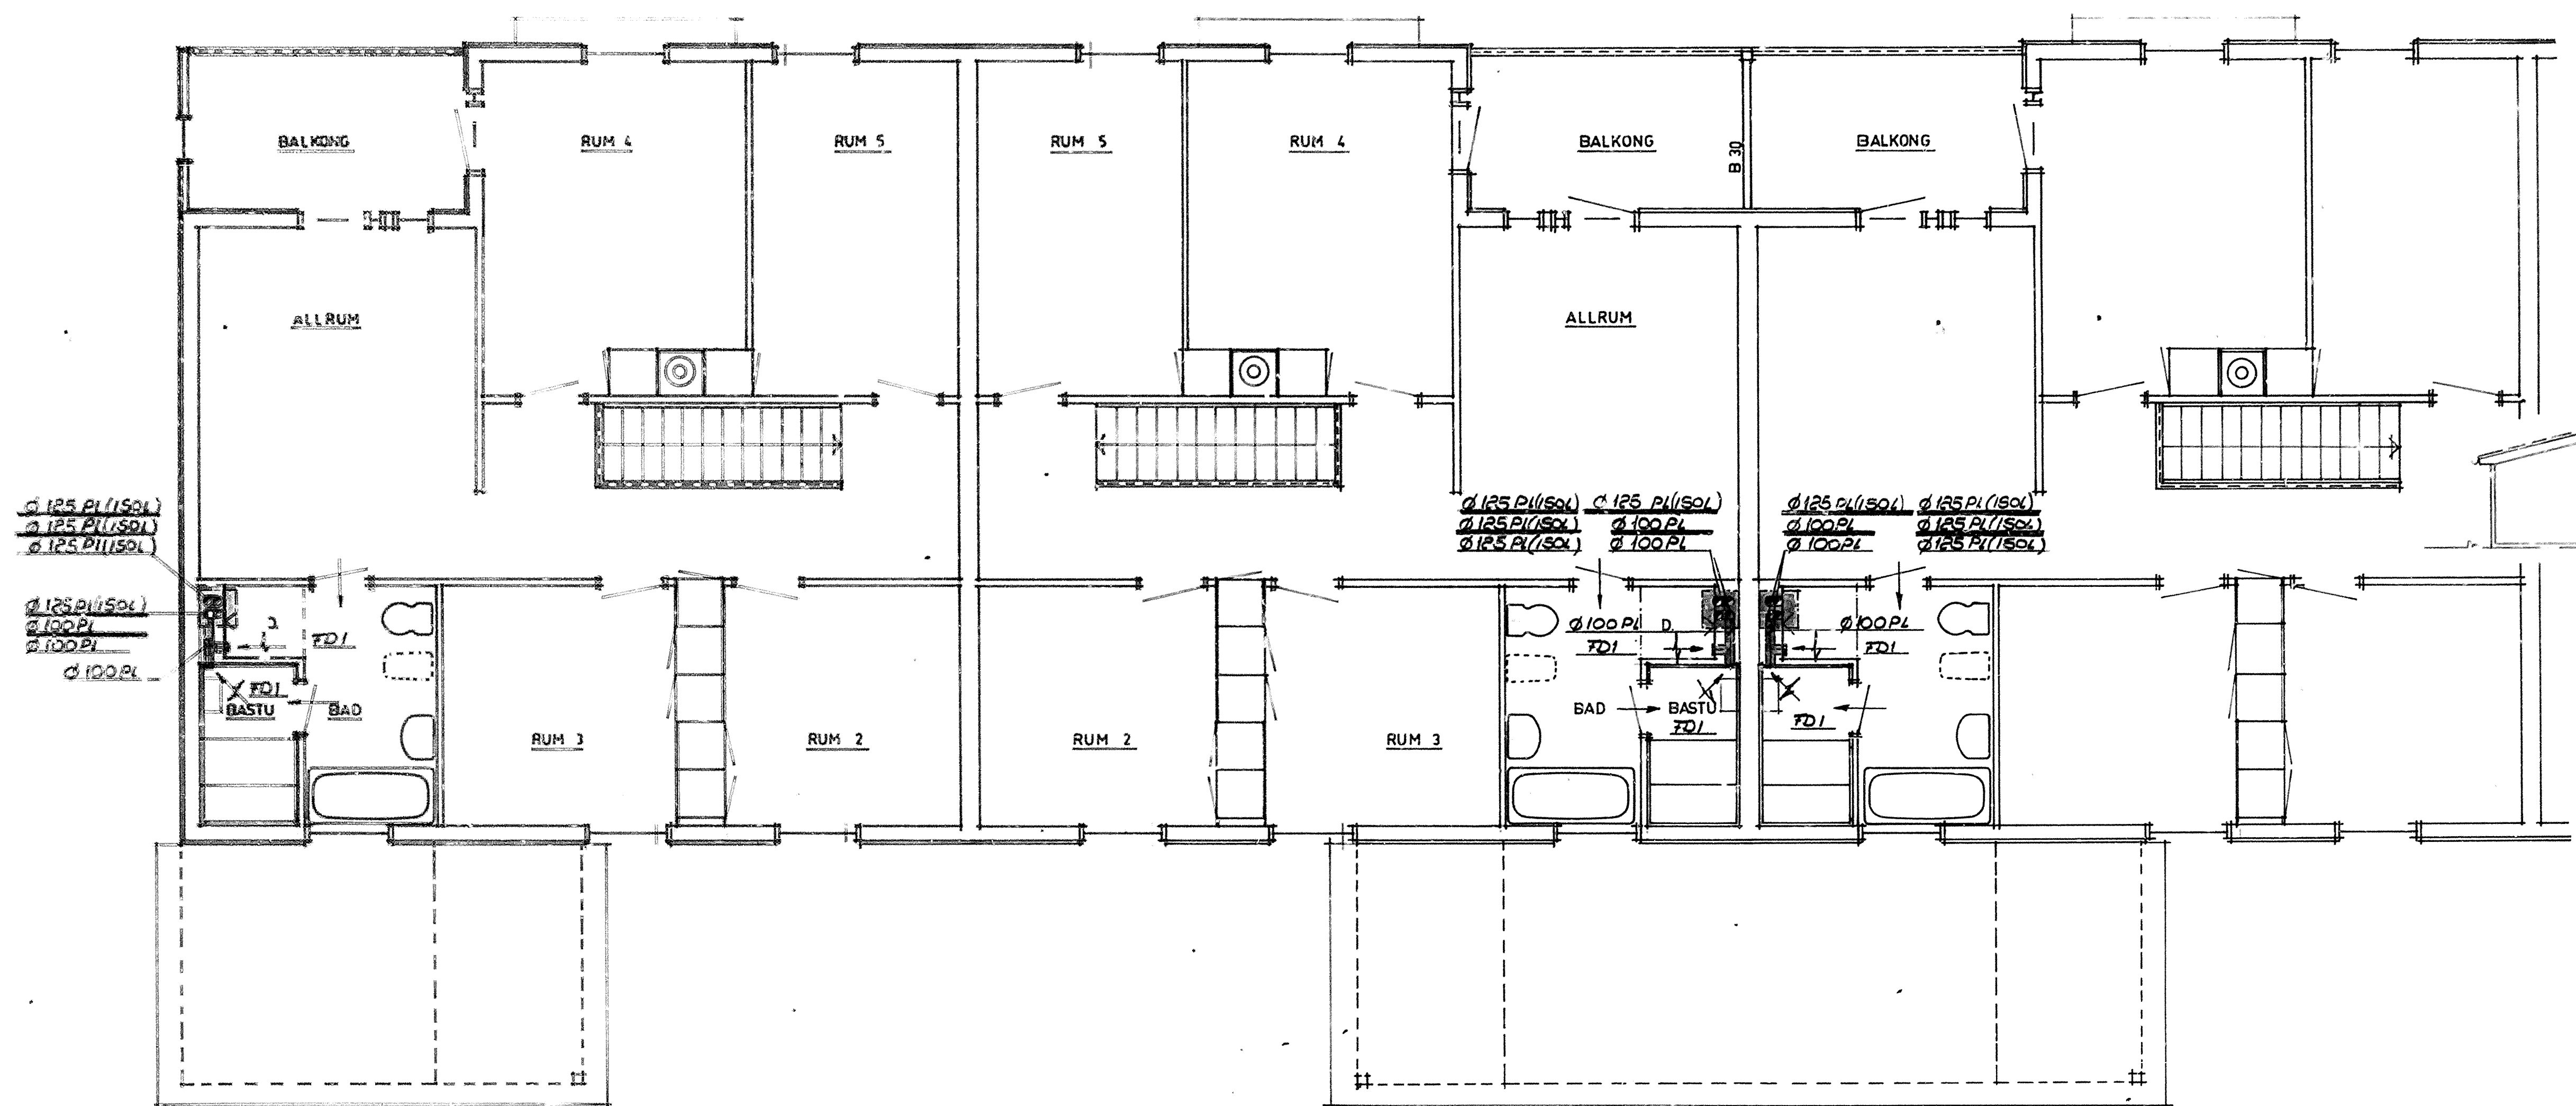 BALKONG
RUM 4
RUM 5
RUM 5
RUM 4
BALKONG
B 30
BALKONG
ALLRUM
ALLRUM
Ø 125 PL(ISOL)
Ø 125 PL(ISOL)
Ø 125 PL(ISOL)
Ø 125 PL(ISOL)
Ø 100 PL
Ø 100 PL
Ø 100 PL
Ø 125 PL(ISOL)
Ø 125 PL(ISOL)
Ø 125 PL(ISOL)
Ø 125 PL(ISOL)
Ø 100 PL
Ø 100 PL
Ø 125 PL(ISOL)
Ø 100 PL
Ø 100 PL
Ø 125 PL(ISOL)
Ø 125 PL(ISOL)
Ø 125 PL(ISOL)
D.
FD1
FD1
BASTU
BAD
RUM 3
RUM 2
RUM 2
RUM 3
Ø 100 PL
D.
FD1
BAD
BASTU
FD1
Ø 100 PL
FD1
FD1